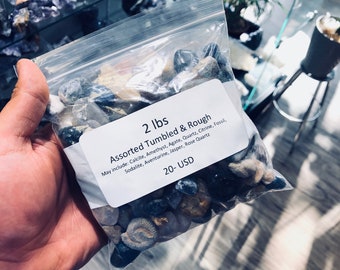 2 lbs
Assorted Tumbled & Rough
May include: Calcite, Amethyst, Agate, Quartz, Citrine, Fossil,
Sodalite, Aventurine, Jasper, Rose Quartz
20- USD